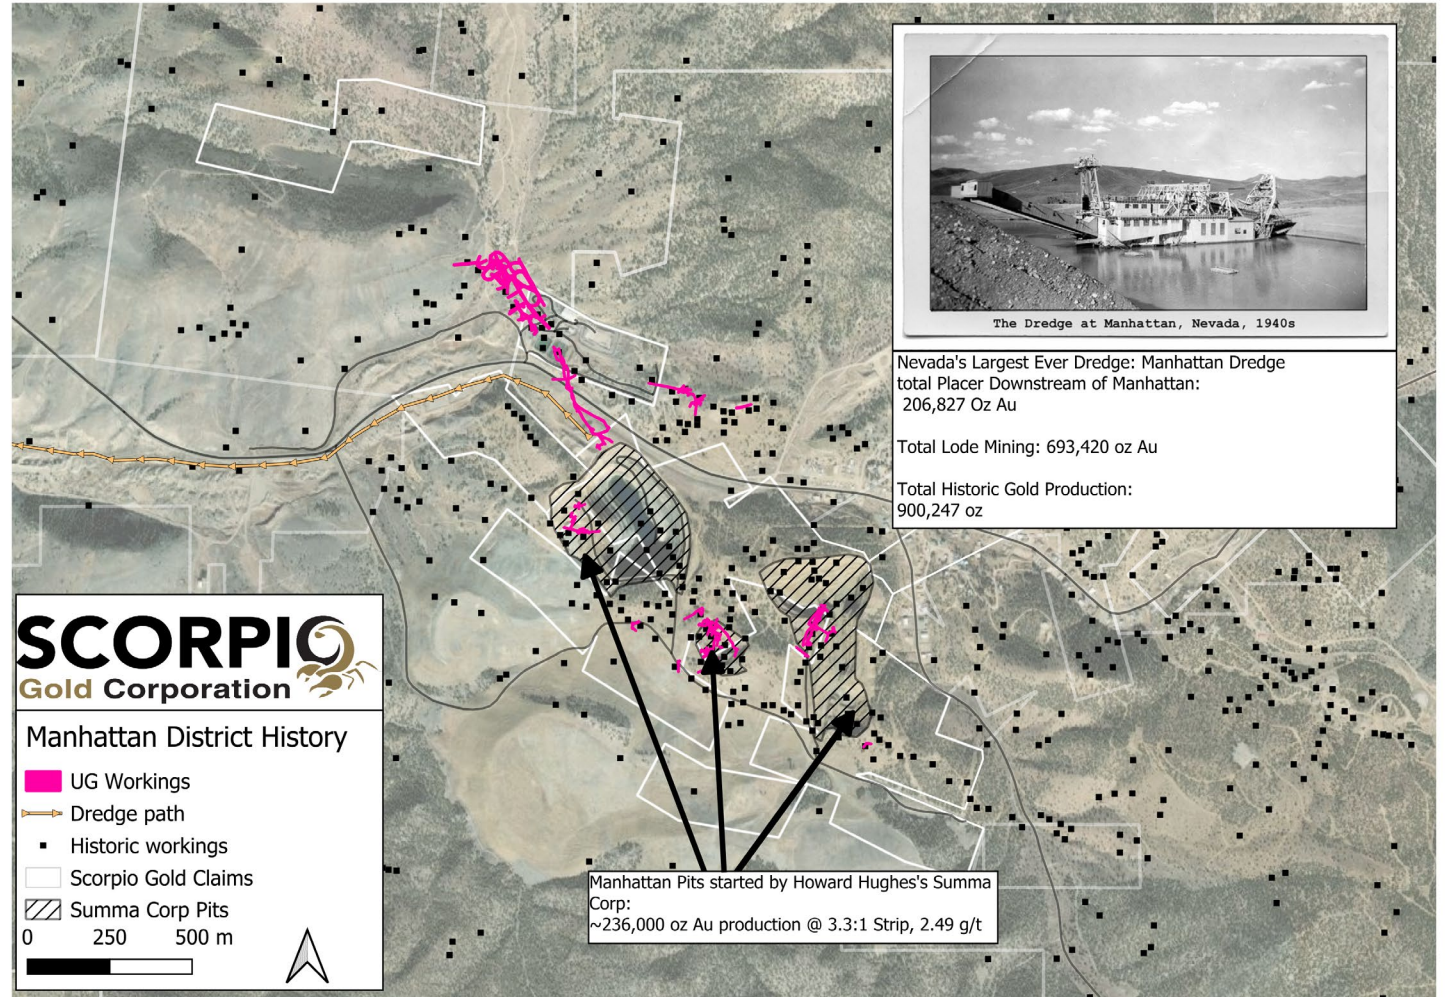 The Dredge at Manhattan, Nevada, 1940s
Nevada's Largest Ever Dredge: Manhattan Dredge
total Placer Downstream of Manhattan:
206,827 Oz Au
Total Lode Mining: 693,420 oz Au
Total Historic Gold Production:
900,247 oz
SCORPIO
Gold Corporation
Manhattan District History
UG Workings
Dredge path
Historic workings
Scorpio Gold Claims
Summa Corp Pits
0 250 500 m
Manhattan Pits started by Howard Hughes's Summa
Corp:
~236,000 oz Au production @ 3.3:1 Strip, 2.49 g/t